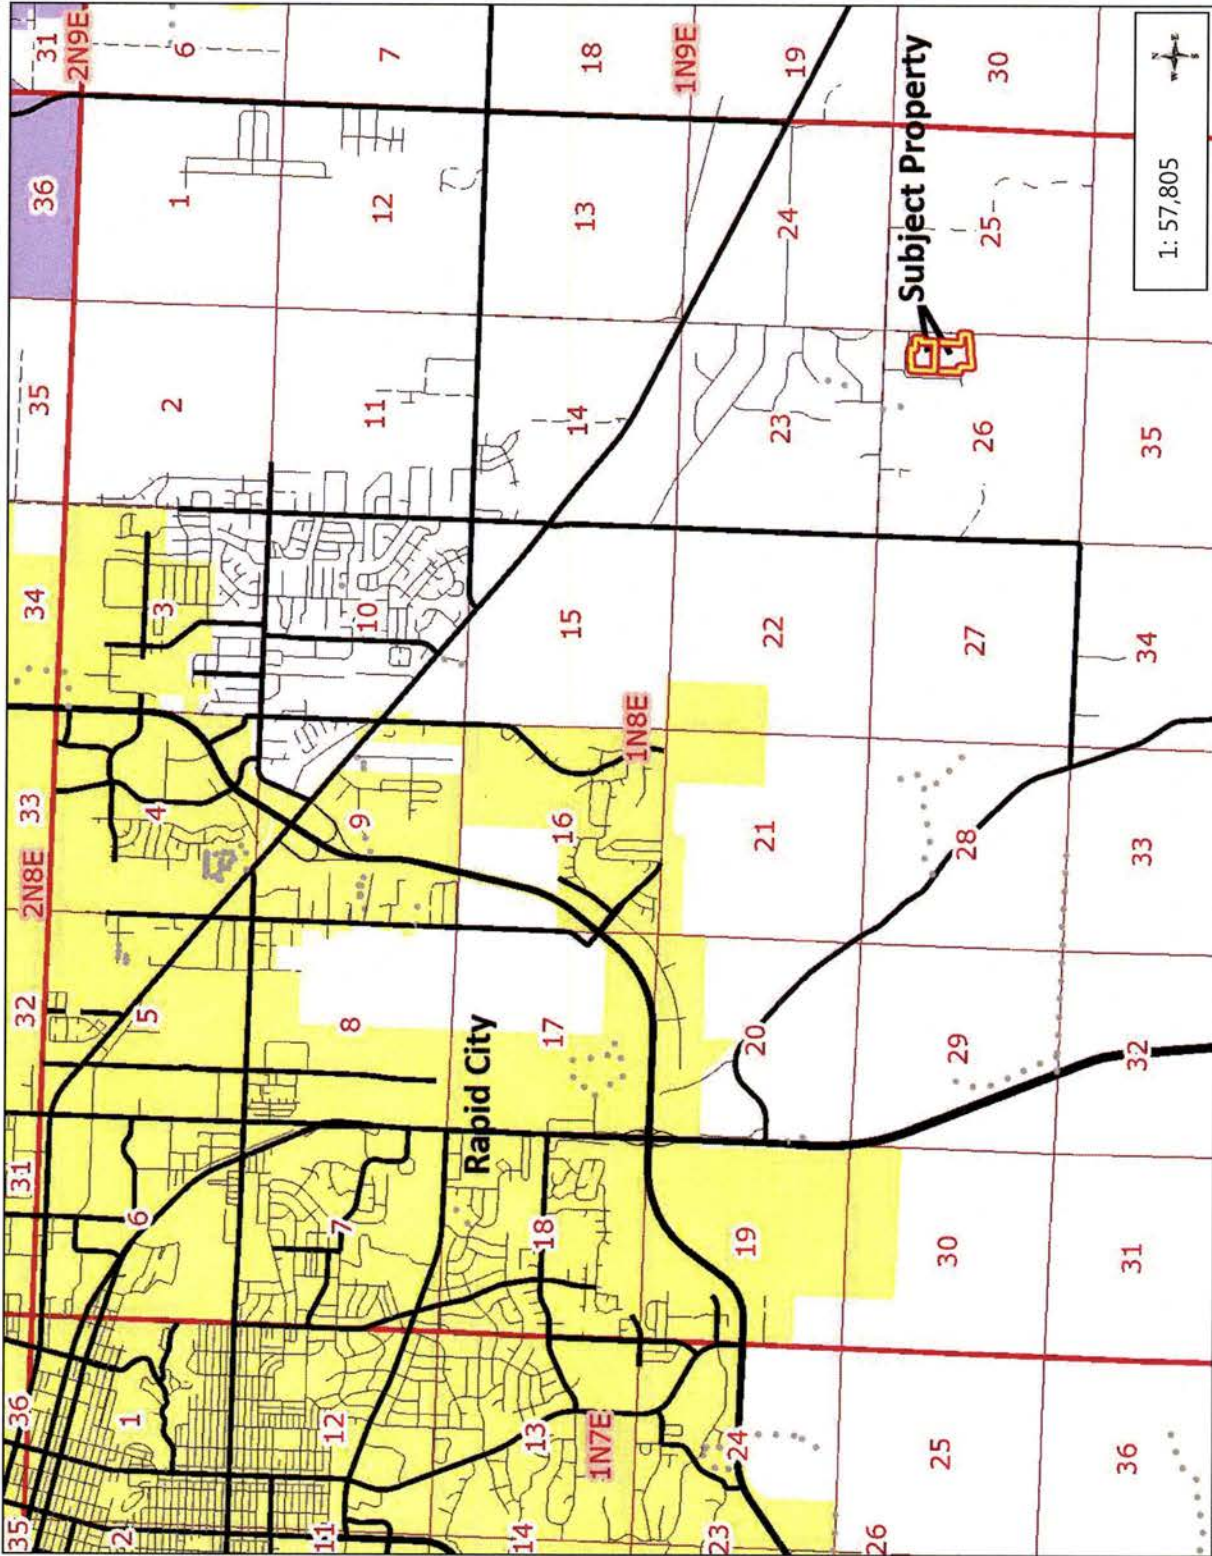 35 36 31 32 33 34 35 36 31
2N8E 2N9E
2 1 6 5 4 3 2 1 6
11 12 7 8 9 10 11 12 7
Rapid City
14 13 18 17 16 15 14 13 18
1N7E 1N8E 1N9E
23 24 19 20 21 22 23 24 19
Subject Property
26 25 30 29 28 27 26 25 30
36 31 32 33 34 35
1: 57,805
N
W E
S